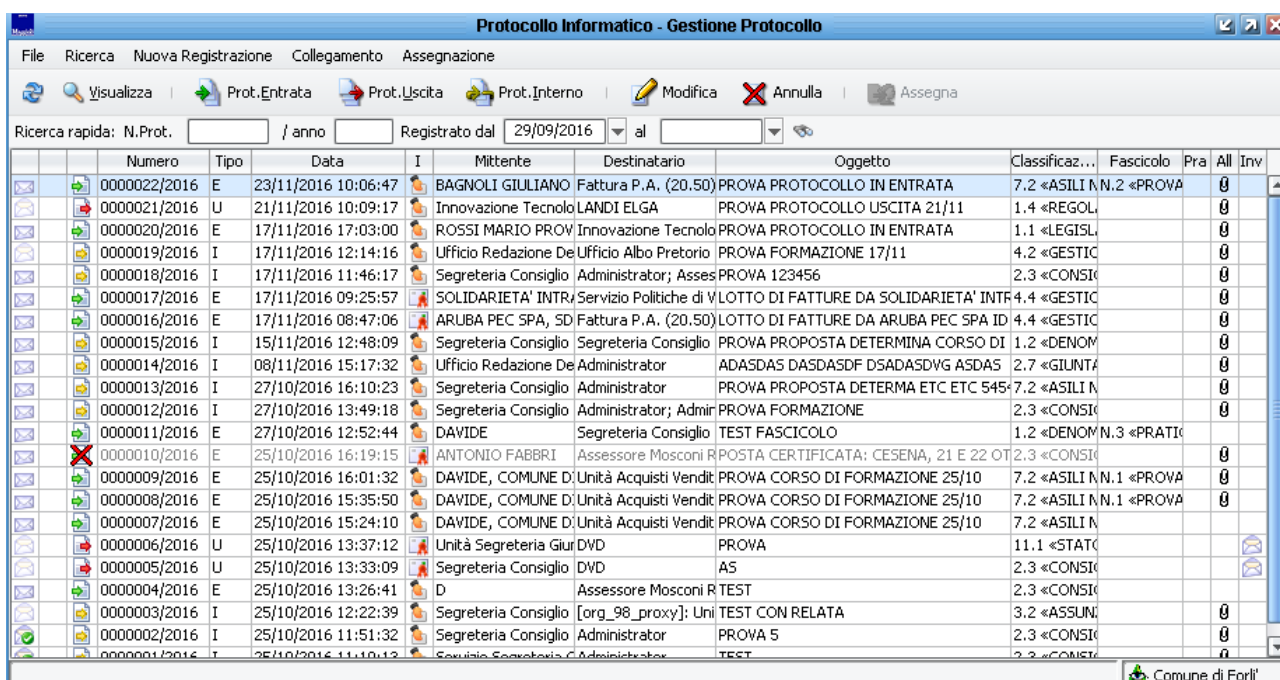 Protocollo Informatico - Gestione Protocollo
File Ricerca Nuova Registrazione Collegamento Assegnazione
Visualizza Prot.Entrata Prot.Uscita Prot.Interno Modifica Annulla Assegna
Ricerca rapida: N.Prot. / anno Registrato dal 29/09/2016 al
Numero Tipo Data I Mittente Destinatario Oggetto Classificaz... Fascicolo Pra All Inv
0000022/2016 E 23/11/2016 10:06:47 BAGNOLI GIULIANO Fattura P.A. (20.50) PROVA PROTOCOLLO IN ENTRATA 7.2 «ASILI N N.2 «PROVA
0000021/2016 U 21/11/2016 10:09:17 Innovazione Tecnolo LANDI ELGA PROVA PROTOCOLLO USCITA 21/11 1.4 «REGOL
0000020/2016 E 17/11/2016 17:03:00 ROSSI MARIO PROV Innovazione Tecnolo PROVA PROTOCOLLO IN ENTRATA 1.1 «LEGISL
0000019/2016 I 17/11/2016 12:14:16 Ufficio Redazione De Ufficio Albo Pretorio PROVA FORMAZIONE 17/11 4.2 «GESTIC
0000018/2016 I 17/11/2016 11:46:17 Segreteria Consiglio Administrator; Asses PROVA 123456 2.3 «CONSI
0000017/2016 E 17/11/2016 09:25:57 SOLIDARIETA' INTR Servizio Politiche di V LOTTO DI FATTURE DA SOLIDARIETA' INTR 4.4 «GESTIC
0000016/2016 E 17/11/2016 08:47:06 ARUBA PEC SPA, SD Fattura P.A. (20.50) LOTTO DI FATTURE DA ARUBA PEC SPA ID 4.4 «GESTIC
0000015/2016 I 15/11/2016 12:48:09 Segreteria Consiglio Segreteria Consiglio PROVA PROPOSTA DETERMINA CORSO DI 1.2 «DENOM
0000014/2016 I 08/11/2016 15:17:32 Ufficio Redazione De Administrator ADASDAS DASDASDF DSADASDVG ASDAS 2.7 «GIUNTA
0000013/2016 I 27/10/2016 16:10:23 Segreteria Consiglio Administrator PROVA PROPOSTA DETERMA ETC ETC 545 7.2 «ASILI N
0000012/2016 I 27/10/2016 13:49:18 Segreteria Consiglio Administrator; Admin PROVA FORMAZIONE 2.3 «CONSI
0000011/2016 E 27/10/2016 12:52:44 DAVIDE Segreteria Consiglio TEST FASCICOLO 1.2 «DENOM N.3 «PRATI
0000010/2016 E 25/10/2016 16:19:15 ANTONIO FABBRI Assessore Mosconi R POSTA CERTIFICATA: CESENA, 21 E 22 OT 2.3 «CONSI
0000009/2016 E 25/10/2016 16:01:32 DAVIDE, COMUNE D Unità Acquisti Vendit PROVA CORSO DI FORMAZIONE 25/10 7.2 «ASILI N N.1 «PROVA
0000008/2016 E 25/10/2016 15:35:50 DAVIDE, COMUNE D Unità Acquisti Vendit PROVA CORSO DI FORMAZIONE 25/10 7.2 «ASILI N N.1 «PROVA
0000007/2016 E 25/10/2016 15:24:10 DAVIDE, COMUNE D Unità Acquisti Vendit PROVA CORSO DI FORMAZIONE 25/10 7.2 «ASILI N
0000006/2016 U 25/10/2016 13:37:12 Unità Segreteria Giun DVD PROVA 11.1 «STAT
0000005/2016 U 25/10/2016 13:33:09 Segreteria Consiglio DVD AS 2.3 «CONSI
0000004/2016 E 25/10/2016 13:26:41 D Assessore Mosconi R TEST 2.3 «CONSI
0000003/2016 I 25/10/2016 12:22:39 Segreteria Consiglio [org_98_proxy]: Uni TEST CON RELATA 3.2 «ASSUN
0000002/2016 I 25/10/2016 11:51:32 Segreteria Consiglio Administrator PROVA 5 2.3 «CONSI
0000001/2016 I 25/10/2016 11:10:13 Servizio Segreteria C Administrator TEST 2.3 «CONSI
Comune di Forli'